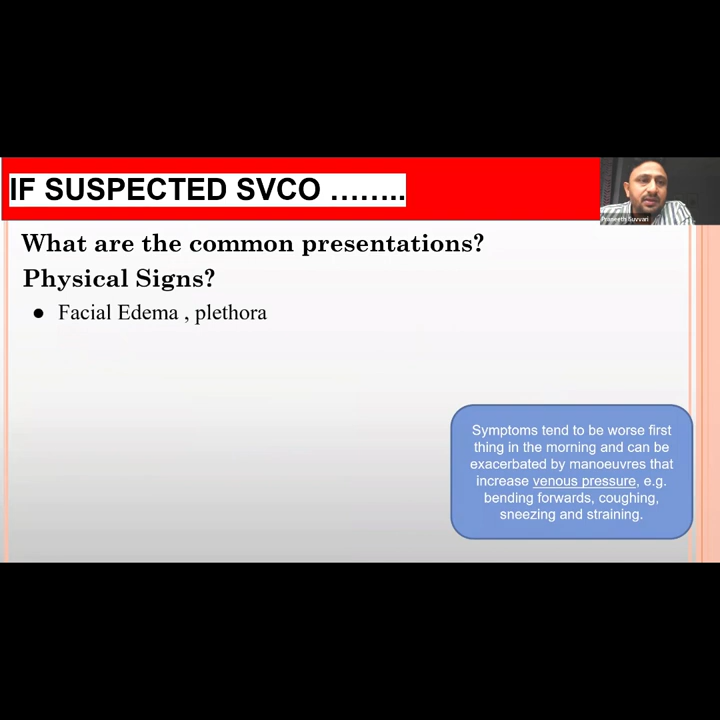 IF SUSPECTED SVCO ……..
Praneeth Suvvari
What are the common presentations?
Physical Signs?
● Facial Edema , plethora
Symptoms tend to be worse first
thing in the morning and can be
exacerbated by manoeuvres that
increase venous pressure, e.g.
bending forwards, coughing,
sneezing and straining.